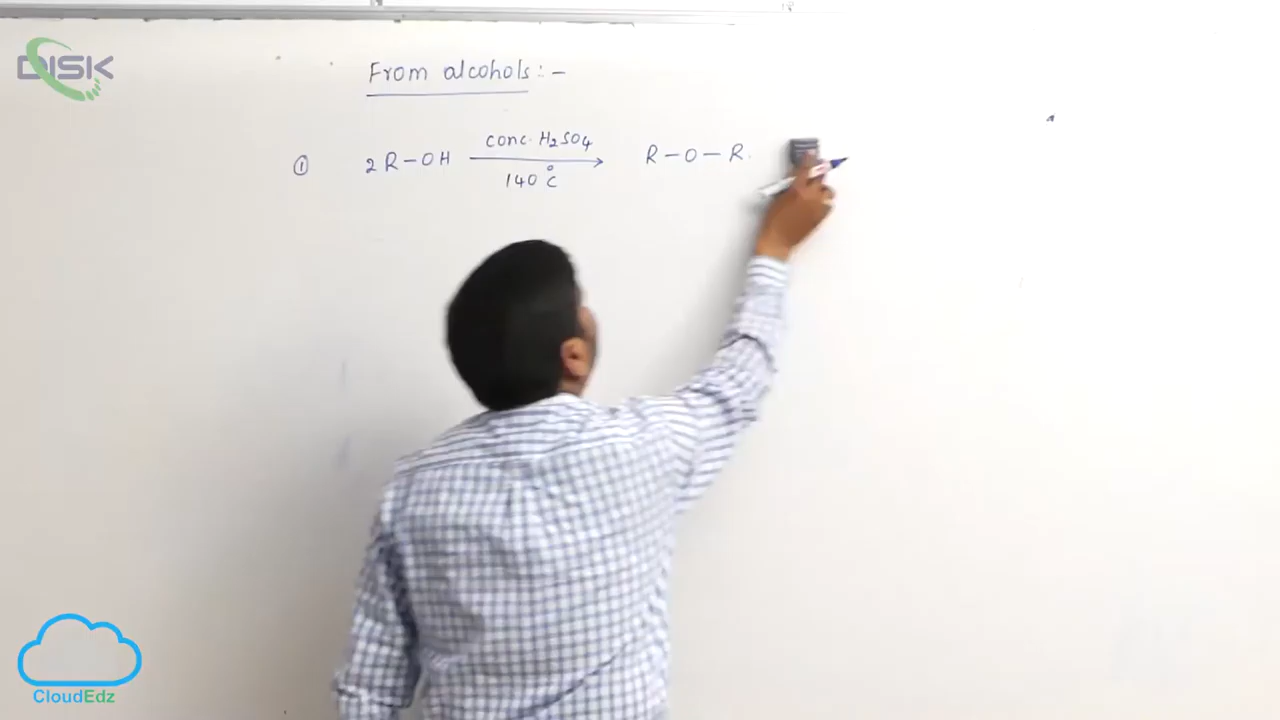 DISK
From alcohols :-
① 2R-OH conc. H₂SO₄ → 140°C R-O-R.
CloudEdz